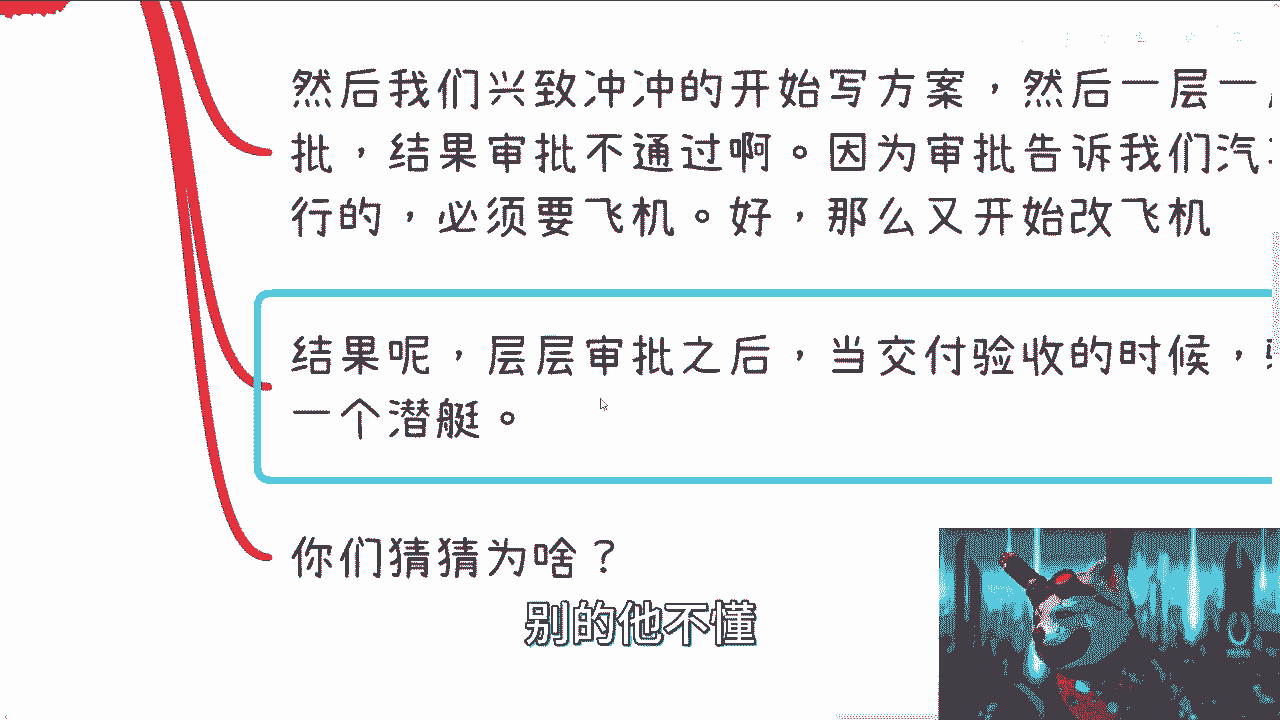 然后我们兴致冲冲的开始写方案，然后一层一
批，结果审批不通过啊。因为审批告诉我们汽
行的，必须要飞机。好，那么又开始改飞机
结果呢，层层审批之后，当交付验收的时候，
一个潜艇。
你们猜猜为啥？
别的他不懂